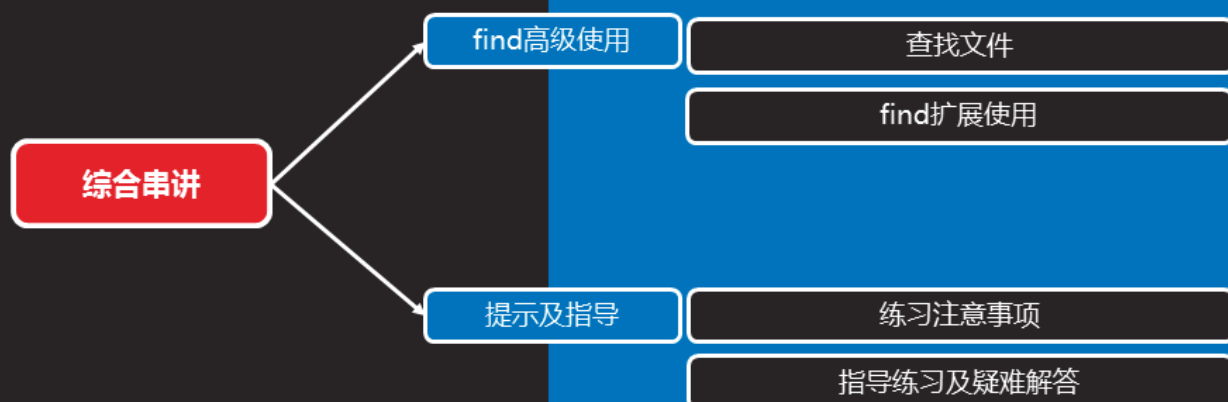 find高级使用
查找文件
find扩展使用
综合串讲
提示及指导
练习注意事项
指导练习及疑难解答